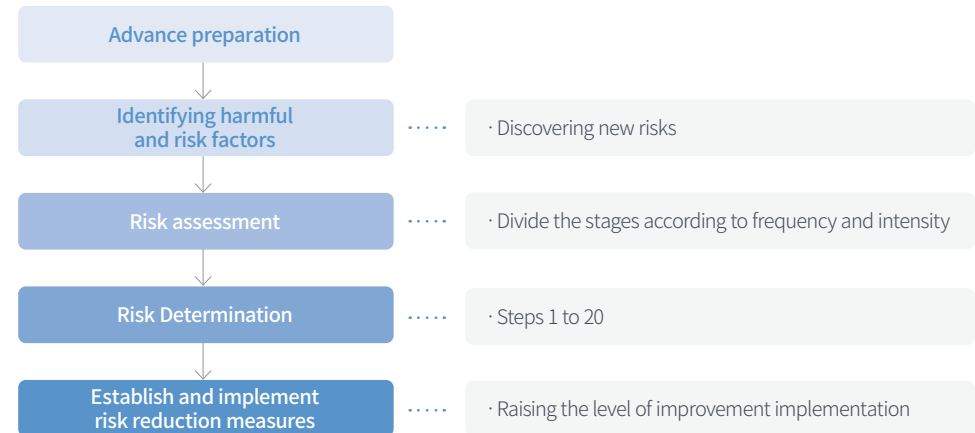 Advance preparation
Identifying harmful
and risk factors
· Discovering new risks
Risk assessment
· Divide the stages according to frequency and intensity
Risk Determination
· Steps 1 to 20
Establish and implement
risk reduction measures
· Raising the level of improvement implementation